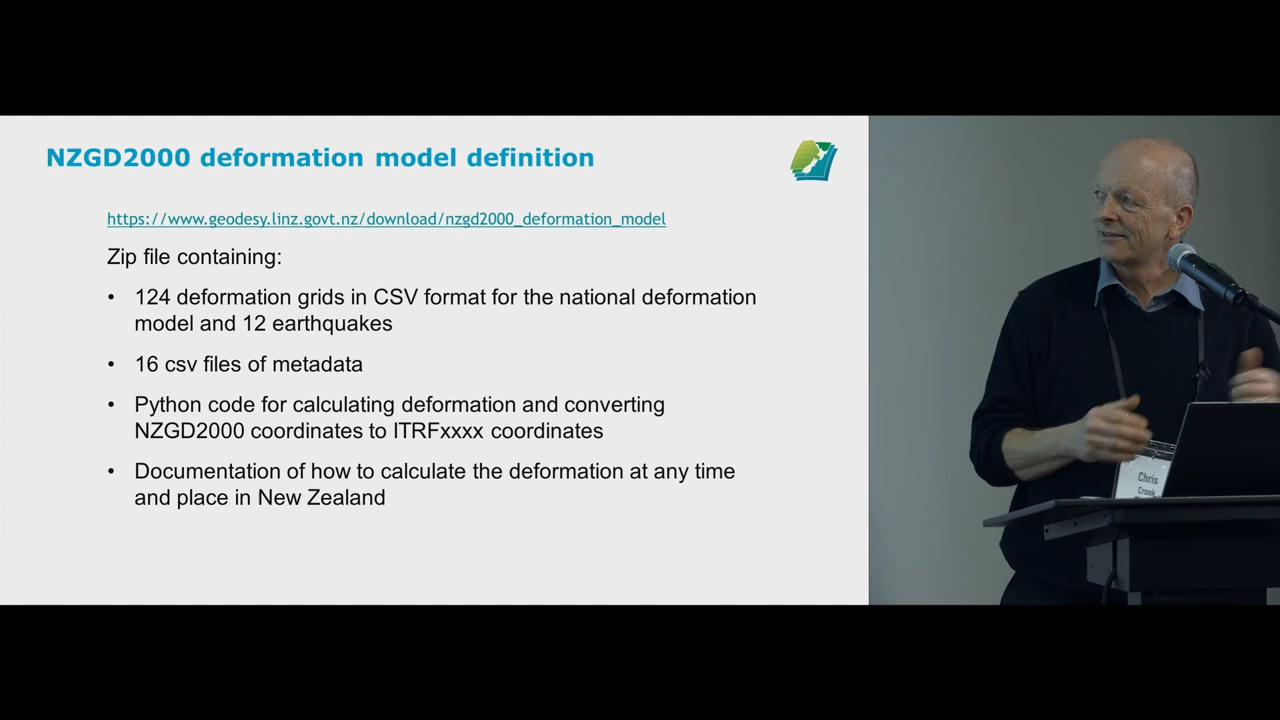 NZGD2000 deformation model definition
https://www.geodesy.linz.govt.nz/download/nzgd2000_deformation_model
Zip file containing:
• 124 deformation grids in CSV format for the national deformation
model and 12 earthquakes
• 16 csv files of metadata
• Python code for calculating deformation and converting
NZGD2000 coordinates to ITRFxxxx coordinates
• Documentation of how to calculate the deformation at any time
and place in New Zealand
Chris
Crook